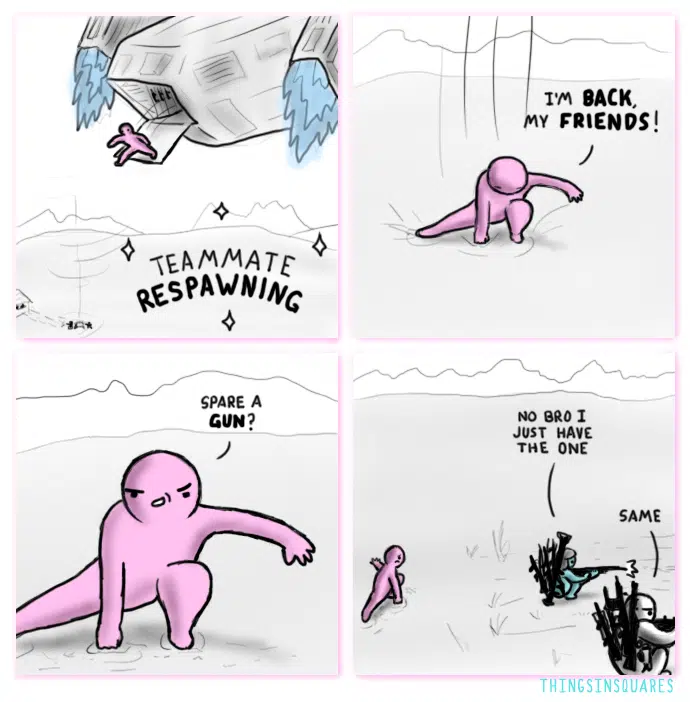 TEAMMATE
RESPAWNING
I'M BACK,
MY FRIENDS!
SPARE A
GUN?
NO BRO I
JUST HAVE
THE ONE
SAME
THINGSINSQUARES